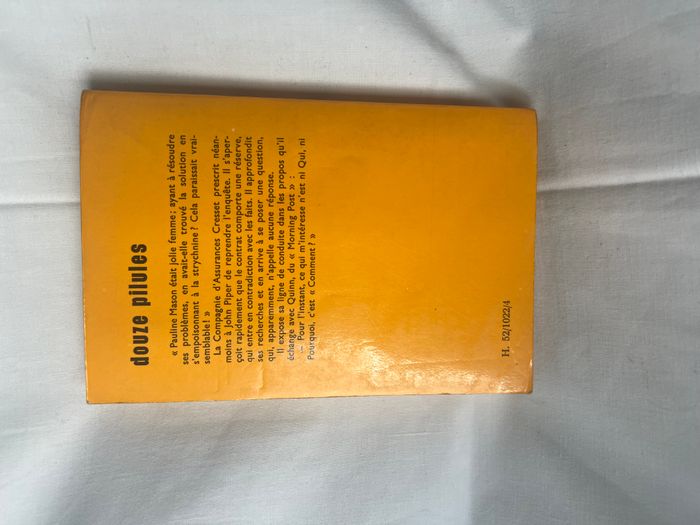 douze pilules
« Pauline Mason était jolie femme; ayant à résoudre
ses problèmes, en avait-elle trouvé la solution en
s'empoisonnant à la strychnine? Cela paraissait vrai-
semblable! »
La Compagnie d'Assurances Cresset prescrit néan-
moins à John Piper de reprendre l'enquête. Il s'aper-
çoit rapidement que le contrat comporte une réserve,
qui entre en contradiction avec les faits. Il approfondit
ses recherches et en arrive à se poser une question,
qui, apparemment, n'appelle aucune réponse.
Il expose sa ligne de conduite dans les propos qu'il
échange avec Quinn, du « Morning Post » :
— Pour l'instant, ce qui m'intéresse n'est ni Qui, ni
Pourquoi, c'est « Comment? »
H. 52/1022/4